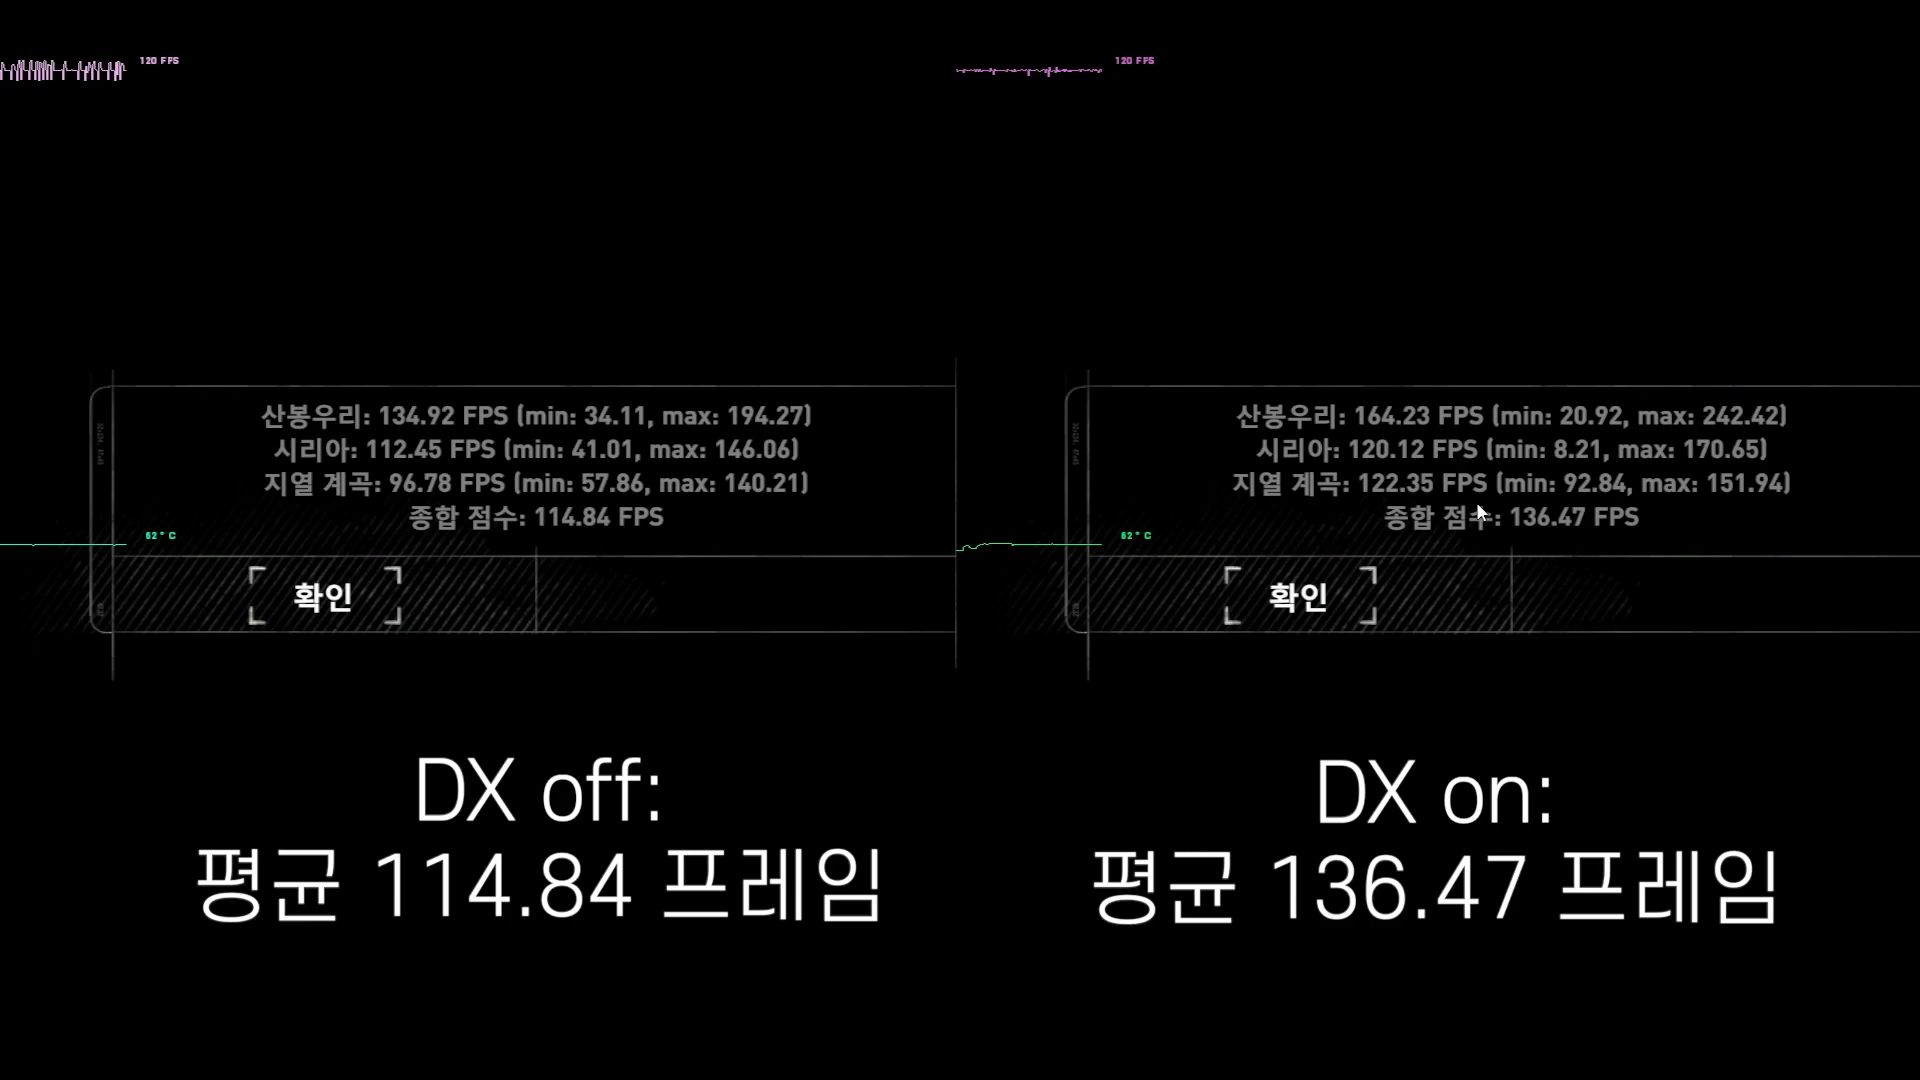 120 FPS
산봉우리: 134.92 FPS (min: 34.11, max: 194.27)
시리아: 112.45 FPS (min: 41.01, max: 146.06)
지열 계곡: 96.78 FPS (min: 57.86, max: 140.21)
종합 점수: 114.84 FPS
62°C
확인
DX off:
평균 114.84 프레임
120 FPS
산봉우리: 164.23 FPS (min: 20.92, max: 242.42)
시리아: 120.12 FPS (min: 8.21, max: 170.65)
지열 계곡: 122.35 FPS (min: 92.84, max: 151.94)
종합 점수: 136.47 FPS
62°C
확인
DX on:
평균 136.47 프레임